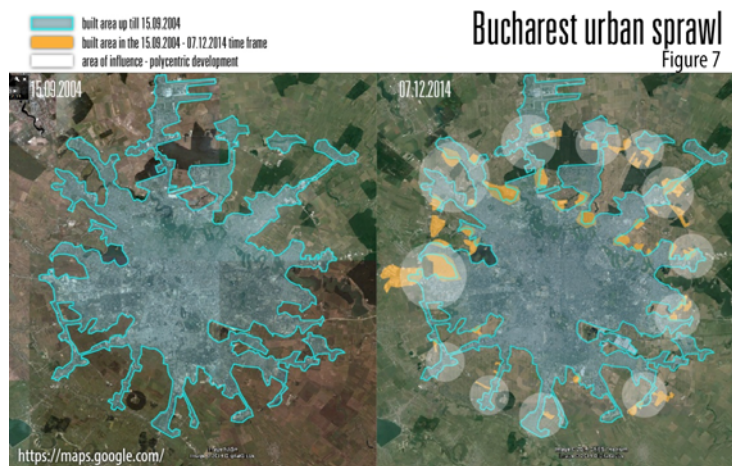 built area up till 15.09.2004
built area in the 15.09.2004 - 07.12.2014 time frame
area of influence - polycentric development
Bucharest urban sprawl
Figure 7
15.09.2004
07.12.2014
https://maps.google.com/